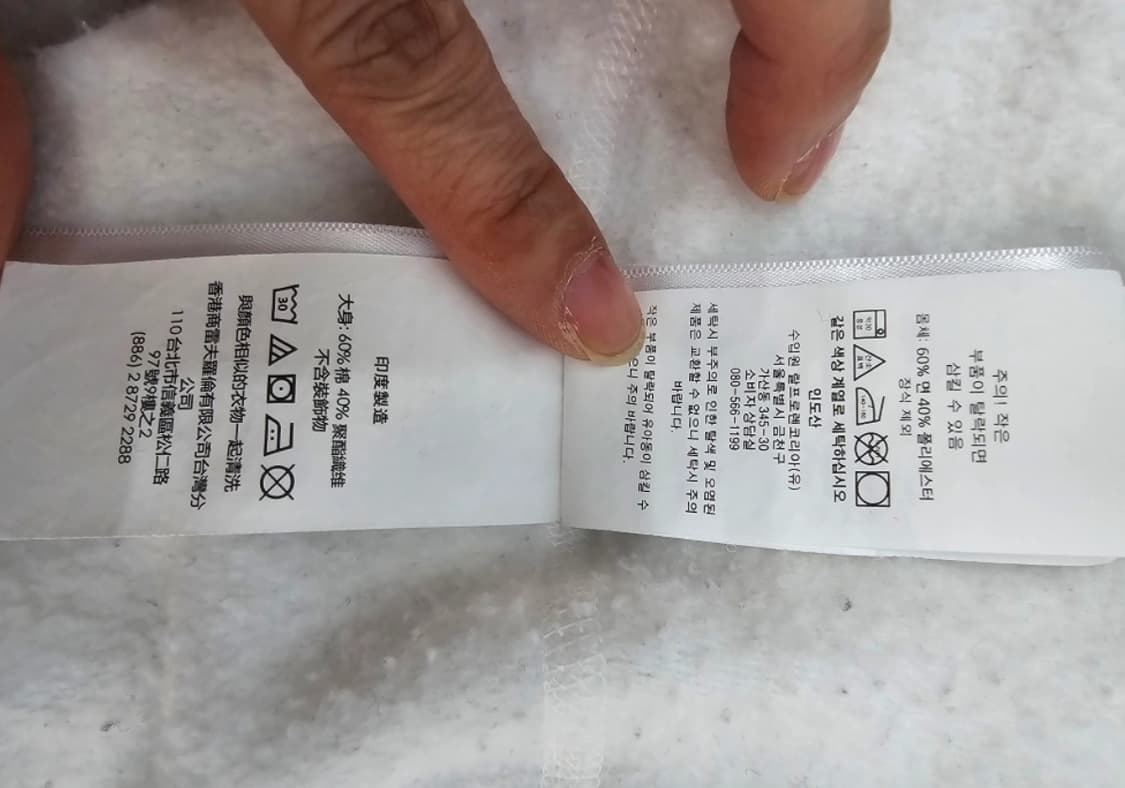 印度製造
大身: 60% 棉 40% 聚酯纖维
不含裝飾物
30
與顏色相似的衣物一起清洗
香港商雷夫羅倫有限公司台灣分
公司
110 台北市信義區松仁路
97號9樓之2
(886) 2 8729 2288
주의! 작은
부품이 탈락되면
삼킬 수 있음
몸체: 60% 면 40% 폴리에스터
장식 제외
같은 색상 계열로 세탁하십시오
인도산
수입원 랄프로렌코리아(유)
서울특별시 금천구
가산동 345-30
소비자상담실
080-566-1199
세탁시 부주의로 인한 탈색 및 오염된
제품은 교환할 수 없으니 세탁시 주의
바랍니다.
작은 부품이 탈락되어 유아동이 삼킬 수
으니 주의 바랍니다.